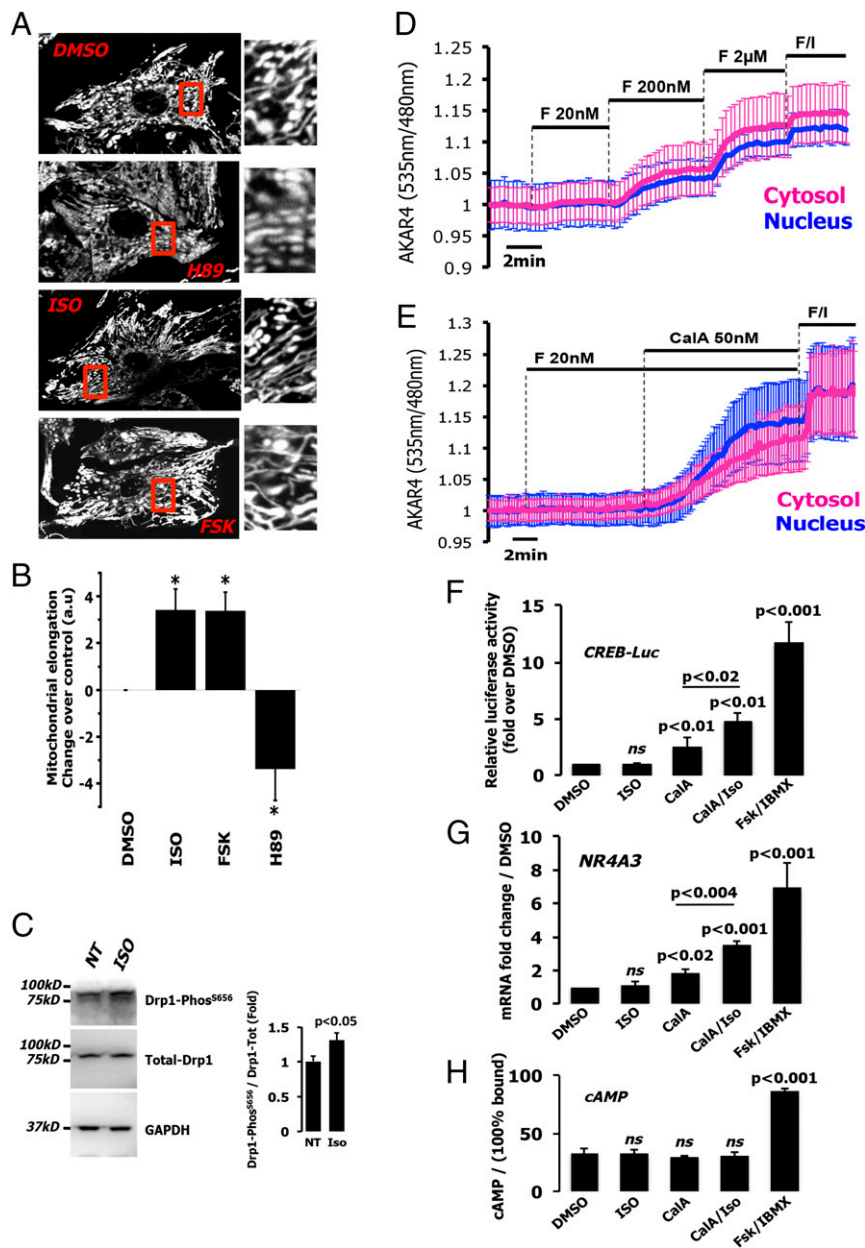 A
DMSO
H89
ISO
FSK
B
Mitochondrial elongation
Change over control (a.u)
4
2
0
-2
-4
*
*
*
DMSO
ISO
FSK
H89
C
NT
ISO
100kD
75kD
Drp1-Phos^S656
100kD
75kD
Total-Drp1
37kD
GAPDH
Drp1-Phos^S656 / Drp1-Tot (Fold)
1.5
1
0.5
0
p<0.05
NT
Iso
D
AKAR4 (535nm/480nm)
1.25
1.2
1.15
1.1
1.05
1
0.95
0.9
F 20nM
F 200nM
F 2µM
F/I
Cytosol
Nucleus
2min
E
AKAR4 (535nm/480nm)
1.3
1.25
1.2
1.15
1.1
1.05
1
0.95
F 20nM
CalA 50nM
F/I
Cytosol
Nucleus
2min
F
Relative luciferase activity
(fold over DMSO)
15
10
5
0
CREB-Luc
ns
p<0.01
p<0.02
p<0.01
p<0.001
DMSO
ISO
CalA
CalA/Iso
Fsk/IBMX
G
mRNA fold change / DMSO
10
8
6
4
2
0
NR4A3
ns
p<0.02
p<0.004
p<0.001
p<0.001
DMSO
ISO
CalA
CalA/Iso
Fsk/IBMX
H
cAMP / (100% bound)
100
50
0
cAMP
ns
ns
ns
p<0.001
DMSO
ISO
CalA
CalA/Iso
Fsk/IBMX